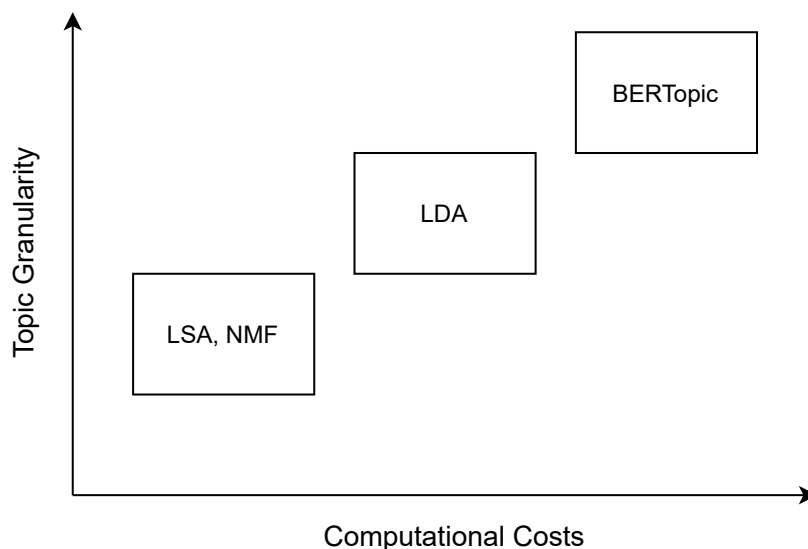 BERTopic
LDA
LSA, NMF
Topic Granularity
Computational Costs